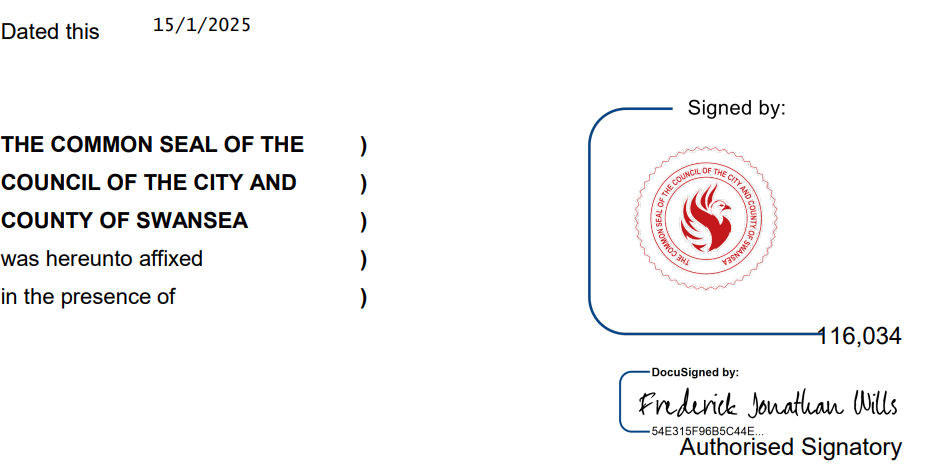 Dated this 15/1/2025
Signed by:
THE COMMON SEAL OF THE )
COUNCIL OF THE CITY AND )
COUNTY OF SWANSEA )
was hereunto affixed )
in the presence of )
THE COMMON SEAL OF THE COUNCIL OF THE CITY AND COUNTY OF SWANSEA
116,034
DocuSigned by:
Frederick Jonathan Wills
54E315F96B5C44E...
Authorised Signatory